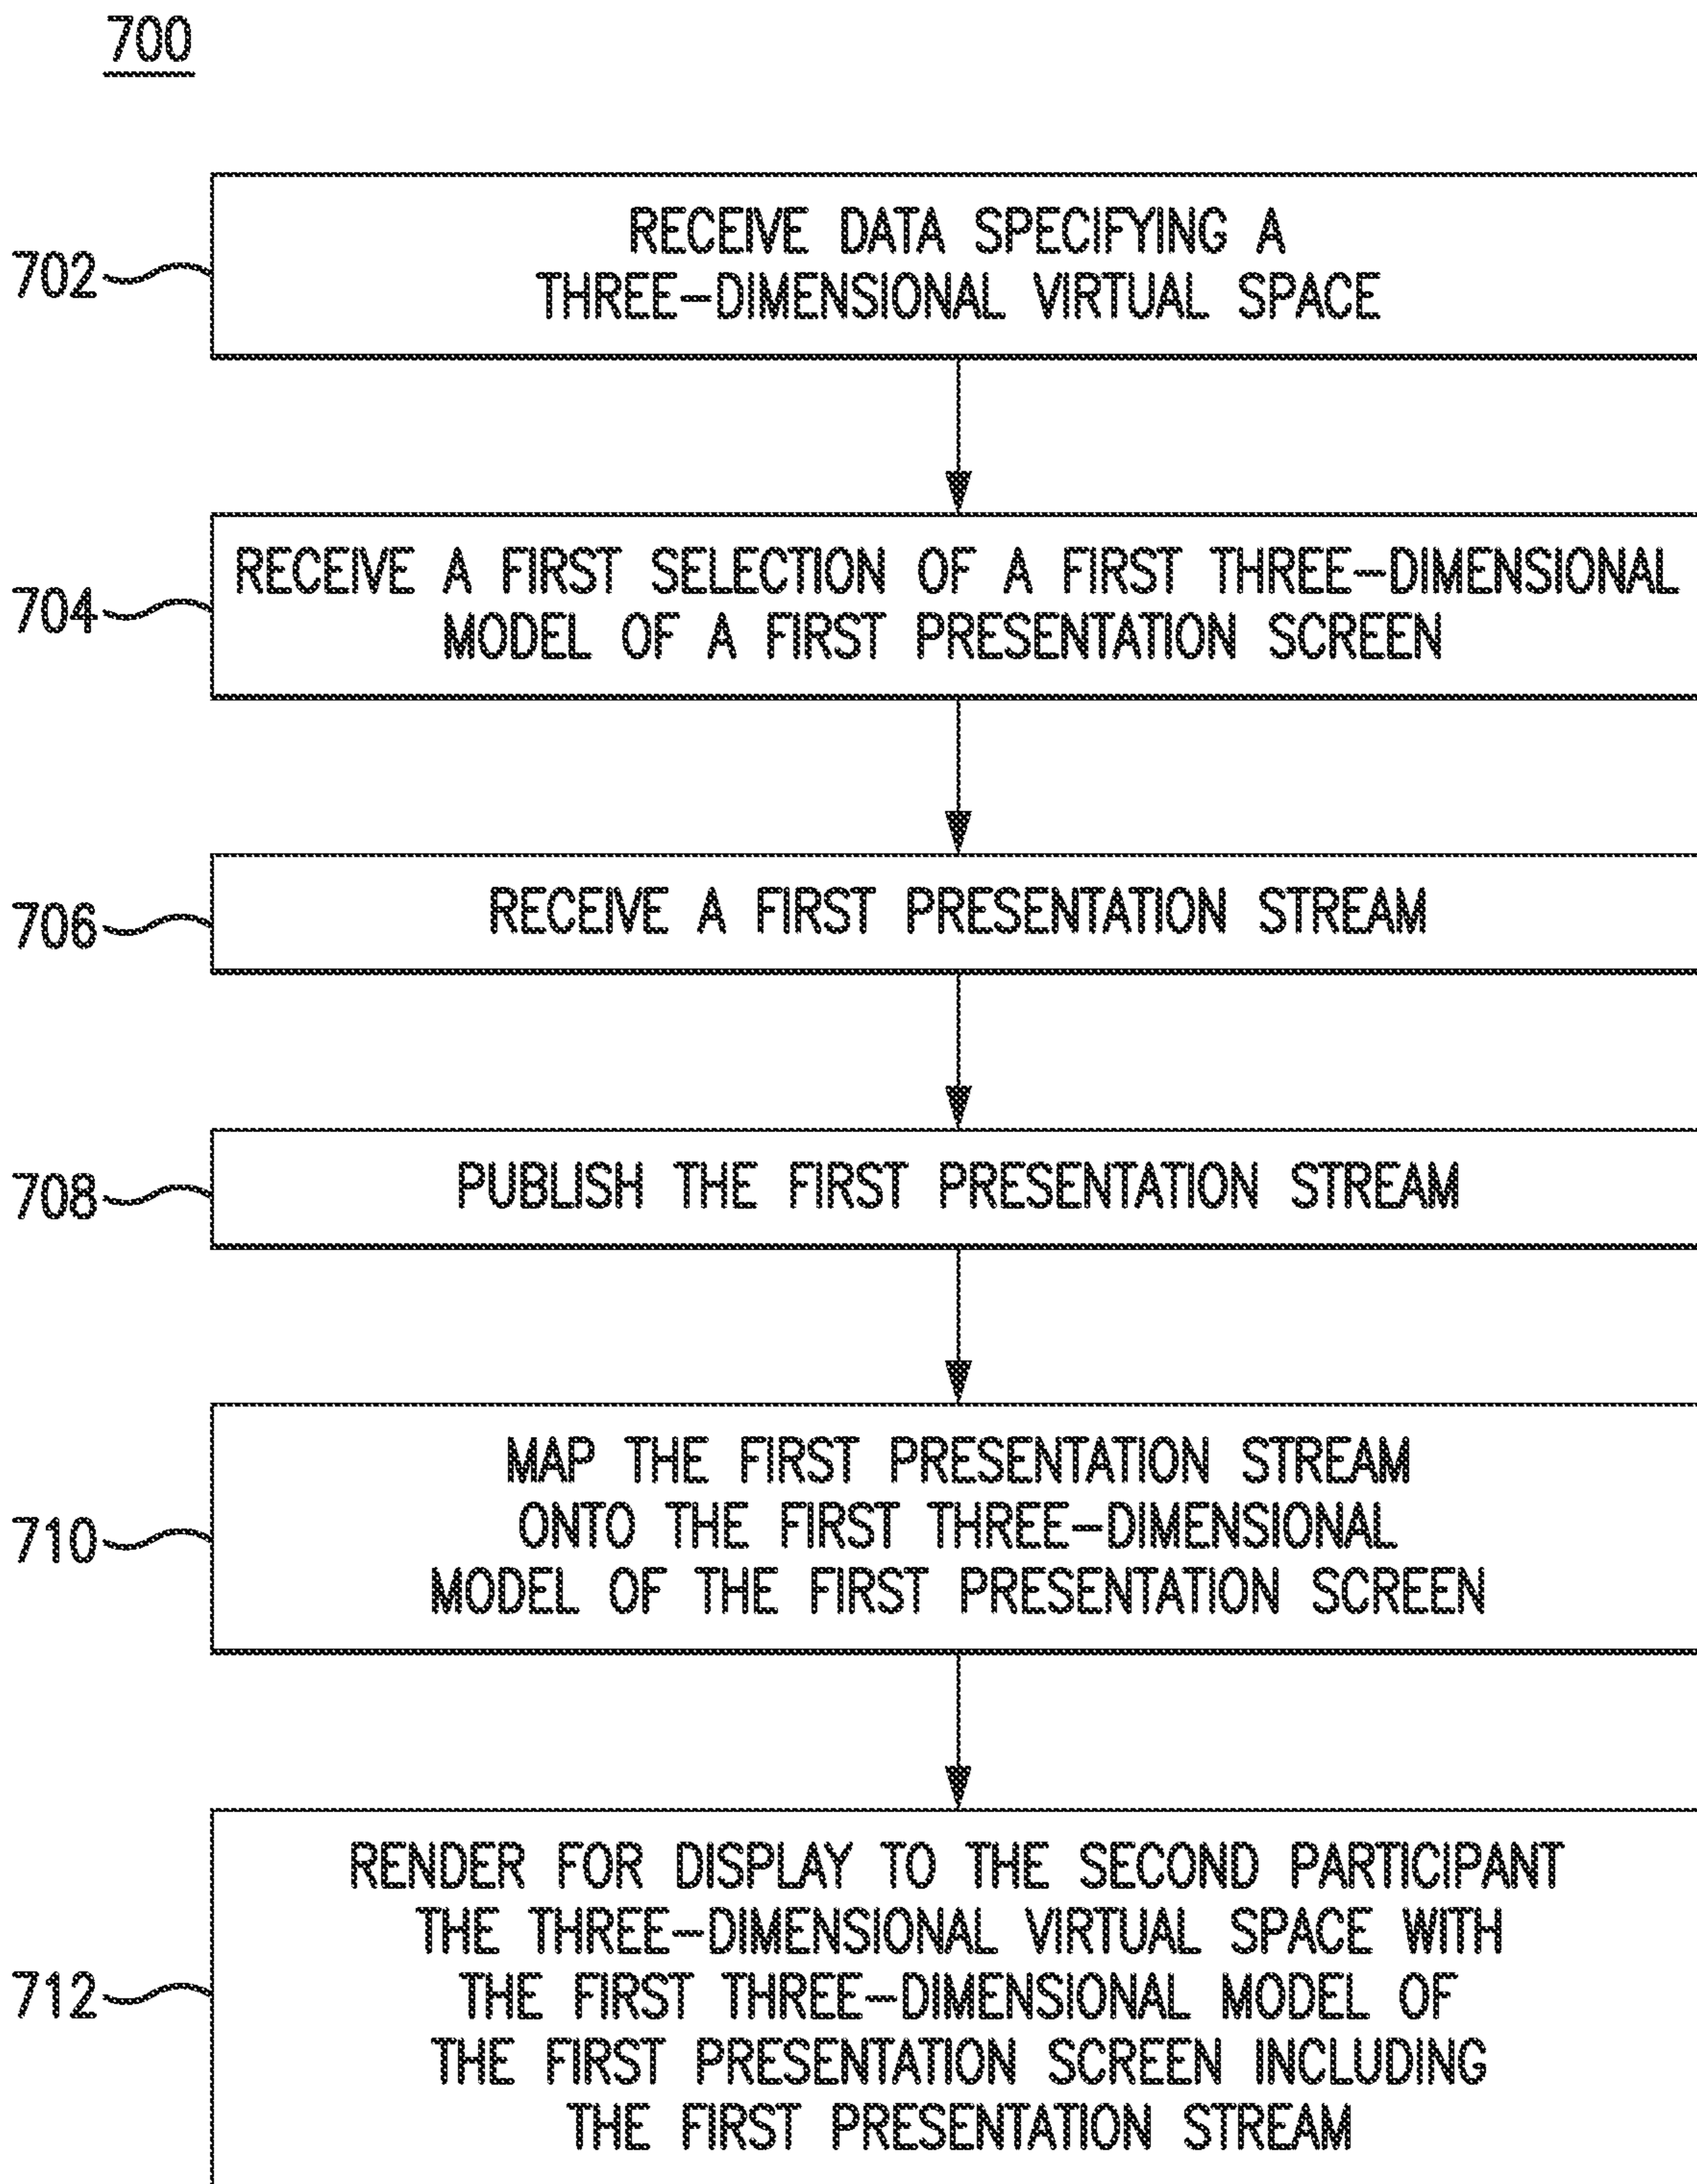 700
702
RECEIVE DATA SPECIFYING A
THREE-DIMENSIONAL VIRTUAL SPACE
704
RECEIVE A FIRST SELECTION OF A FIRST THREE-DIMENSIONAL
MODEL OF A FIRST PRESENTATION SCREEN
706
RECEIVE A FIRST PRESENTATION STREAM
708
PUBLISH THE FIRST PRESENTATION STREAM
710
MAP THE FIRST PRESENTATION STREAM
ONTO THE FIRST THREE-DIMENSIONAL
MODEL OF THE FIRST PRESENTATION SCREEN
712
RENDER FOR DISPLAY TO THE SECOND PARTICIPANT
THE THREE-DIMENSIONAL VIRTUAL SPACE WITH
THE FIRST THREE-DIMENSIONAL MODEL OF
THE FIRST PRESENTATION SCREEN INCLUDING
THE FIRST PRESENTATION STREAM